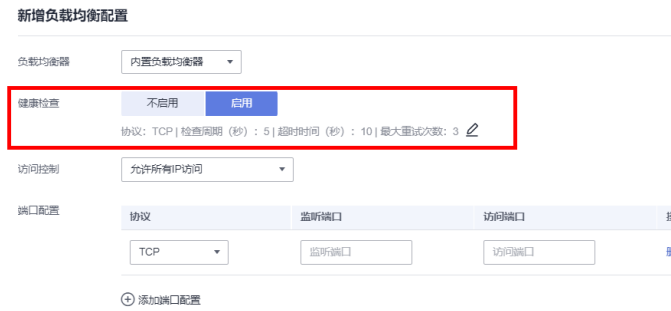 新增负载均衡配置
负载均衡器 内置负载均衡器
健康检查 不启用 启用
协议：TCP | 检查周期（秒）：5 | 超时时间（秒）：10 | 最大重试次数：3
访问控制 允许所有IP访问
端口配置 协议 监听端口 访问端口
TCP 监听端口 访问端口
添加端口配置